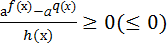 a^{f(x)}−a^{q(x)} / h(x) ≥ 0(≤ 0)